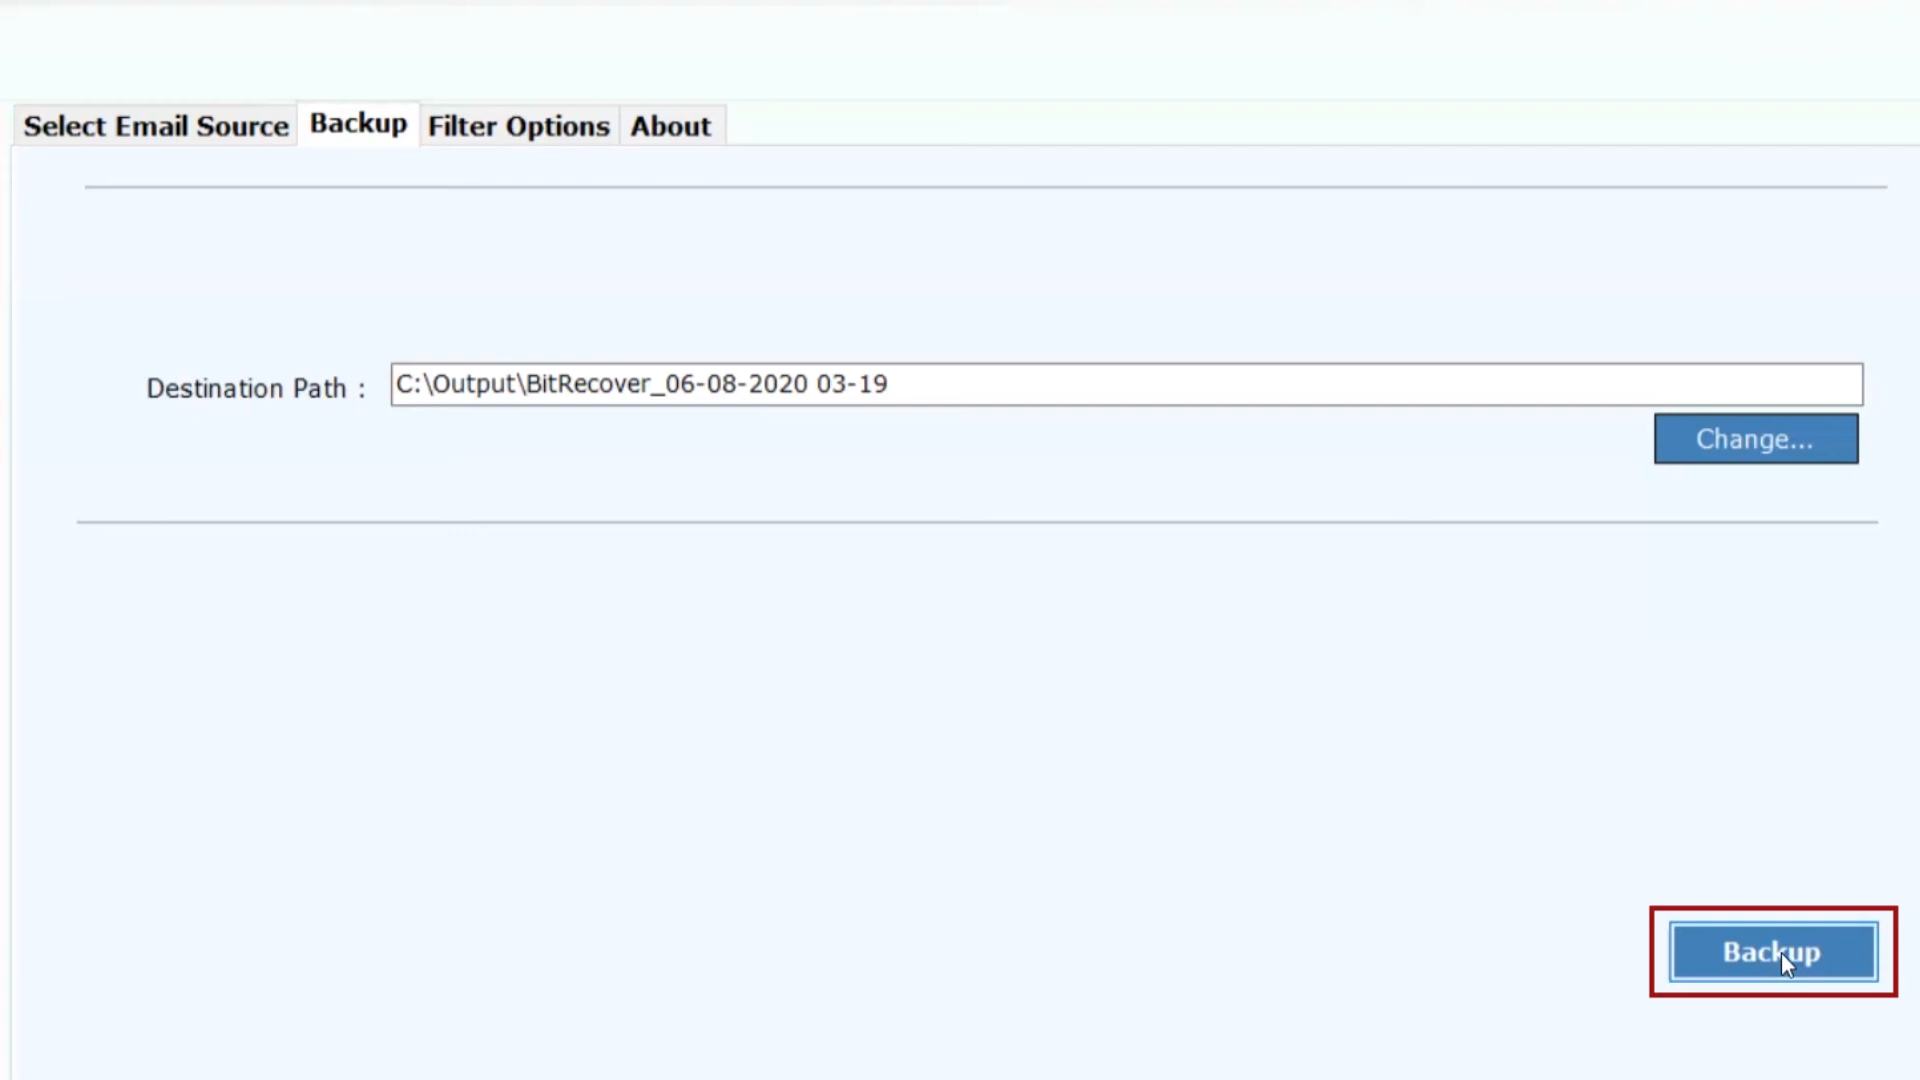 Select Email Source Backup Filter Options About
Destination Path : C:\Output\BitRecover_06-08-2020 03-19
Change...
Backup